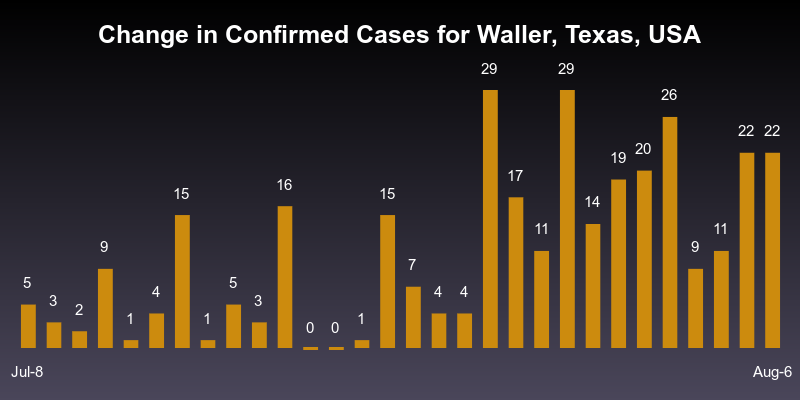 Change in Confirmed Cases for Waller, Texas, USA
5 3 2 9 1 4 15 1 5 3 16 0 0 1 15 7 4 4 29 17 11 29 14 19 20 26 9 11 22 22
Jul-8 Aug-6